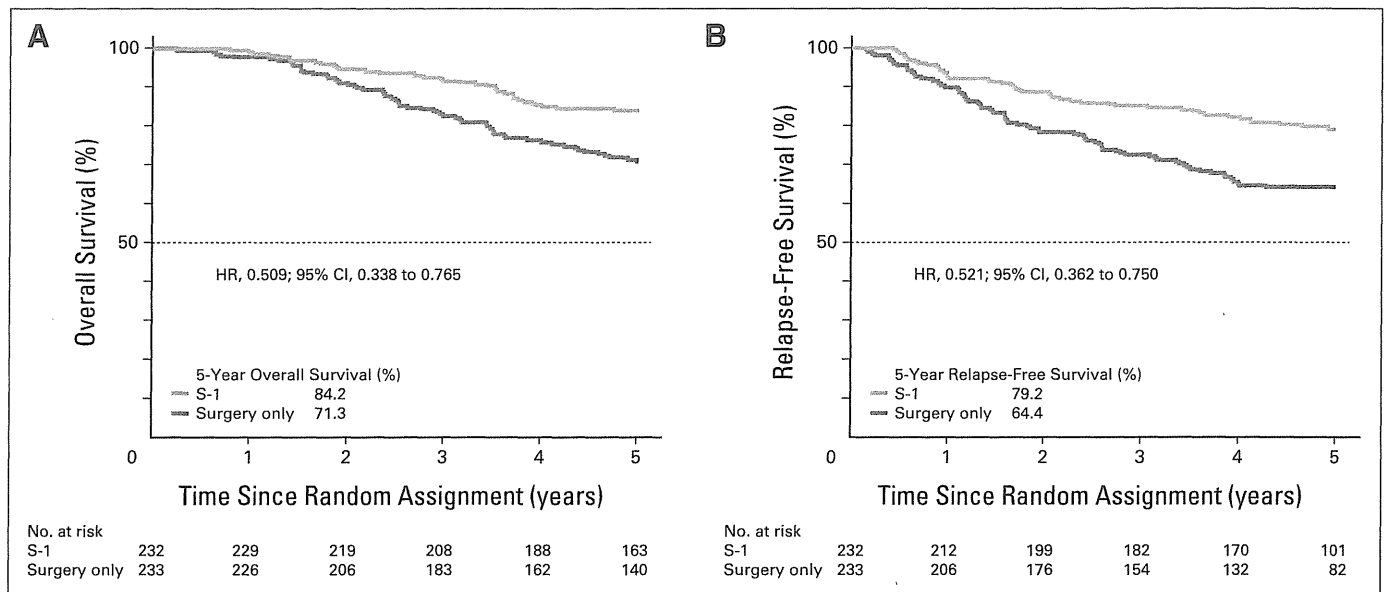 A
100
50
Overall Survival (%)
HR, 0.509; 95% CI, 0.338 to 0.765
5-Year Overall Survival (%)
S-1 84.2
Surgery only 71.3
0 1 2 3 4 5
Time Since Random Assignment (years)
No. at risk
S-1 232 229 219 208 188 163
Surgery only 233 226 206 183 162 140
B
100
50
Relapse-Free Survival (%)
HR, 0.521; 95% CI, 0.362 to 0.750
5-Year Relapse-Free Survival (%)
S-1 79.2
Surgery only 64.4
0 1 2 3 4 5
Time Since Random Assignment (years)
No. at risk
S-1 232 212 199 182 170 101
Surgery only 233 206 176 154 132 82